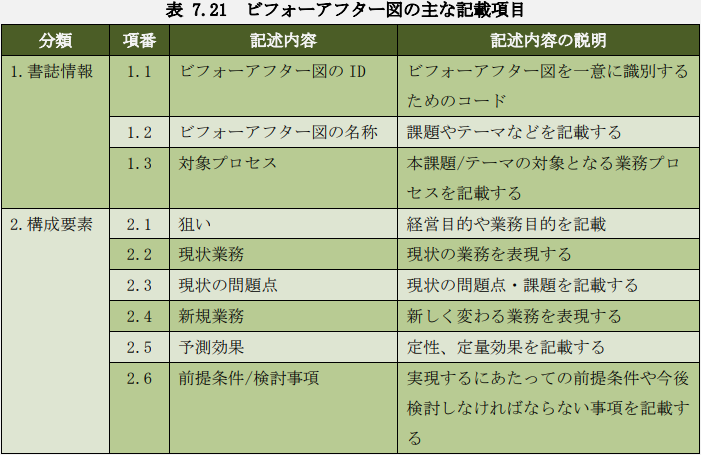 表 7.21　ビフォーアフター図の主な記載項目
分類　項番　記述内容　記述内容の説明
1.書誌情報　1.1　ビフォーアフター図の ID　ビフォーアフター図を一意に識別する
ためのコード
1.2　ビフォーアフター図の名称　課題やテーマなどを記載する
1.3　対象プロセス　本課題/テーマの対象となる業務プロ
セスを記載する
2.構成要素　2.1　狙い　経営目的や業務目的を記載
2.2　現状業務　現状の業務を表現する
2.3　現状の問題点　現状の問題点・課題を記載する
2.4　新規業務　新しく変わる業務を表現する
2.5　予測効果　定性、定量効果を記載する
2.6　前提条件/検討事項　実現するにあたっての前提条件や今後
検討しなければならない事項を記載す
る